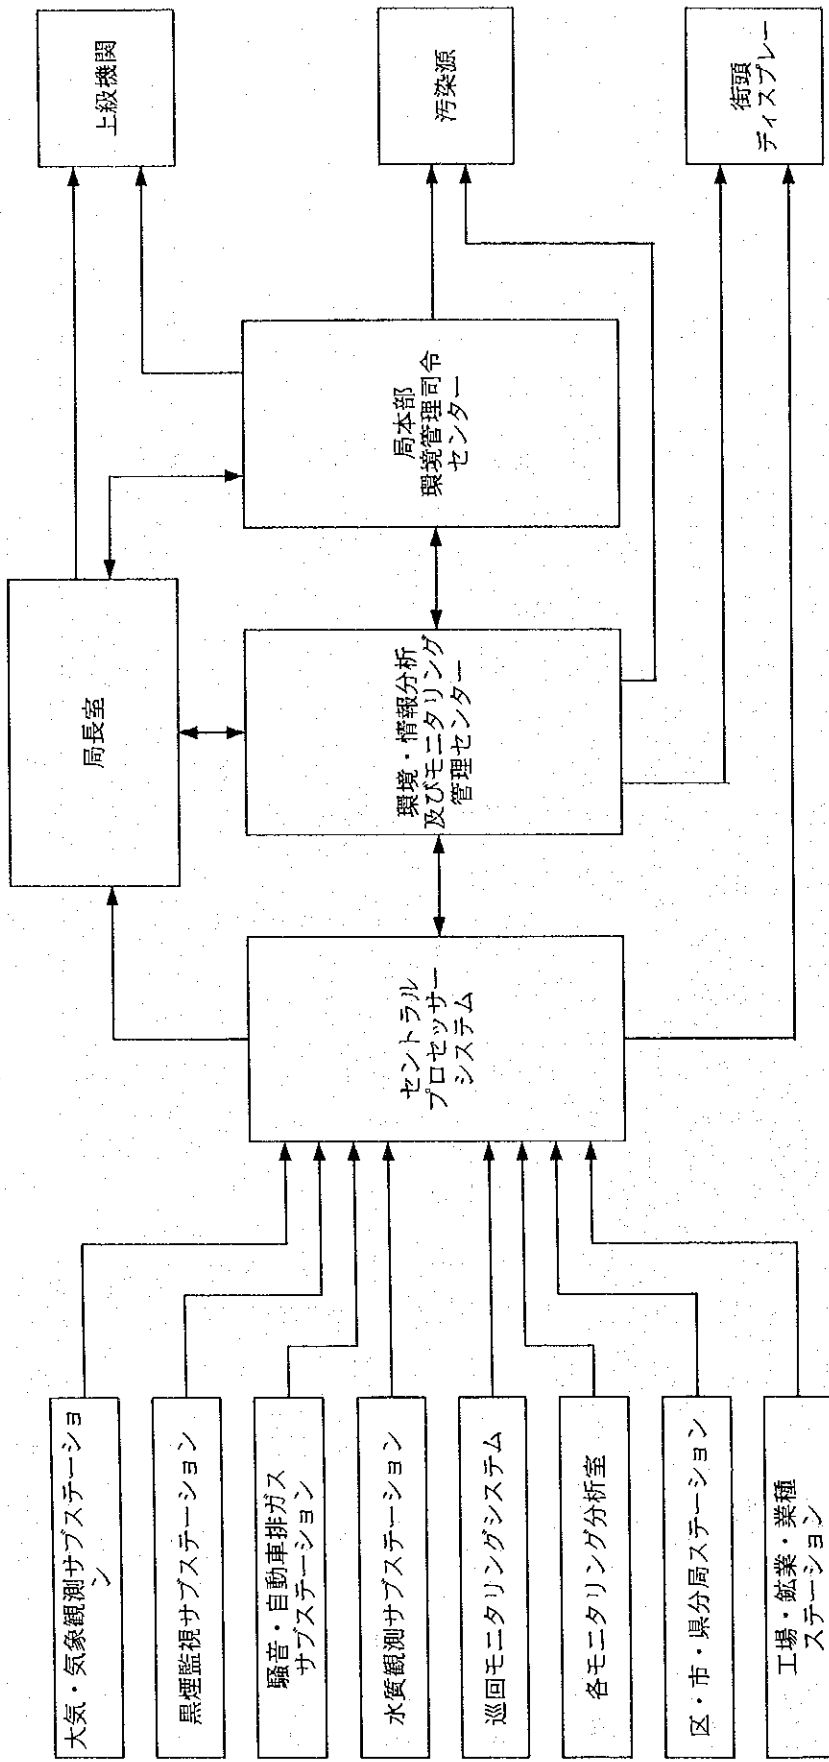 大気・気象観測サブステーショ
ン
黒煙監視サブステーション
騒音・自動車排ガス
サブステーション
水質観測サブステーション
巡回モニタリングシステム
各モニタリング分析室
区・市・県分局ステーション
工場・鉱業・業種
ステーション
セントラル
プロセッサー
システム
局長室
環境・情報分析
及びモニタリング
管理センター
局本部
環境管理司令
センター
上級機関
汚染源
街頭
ディスプレー